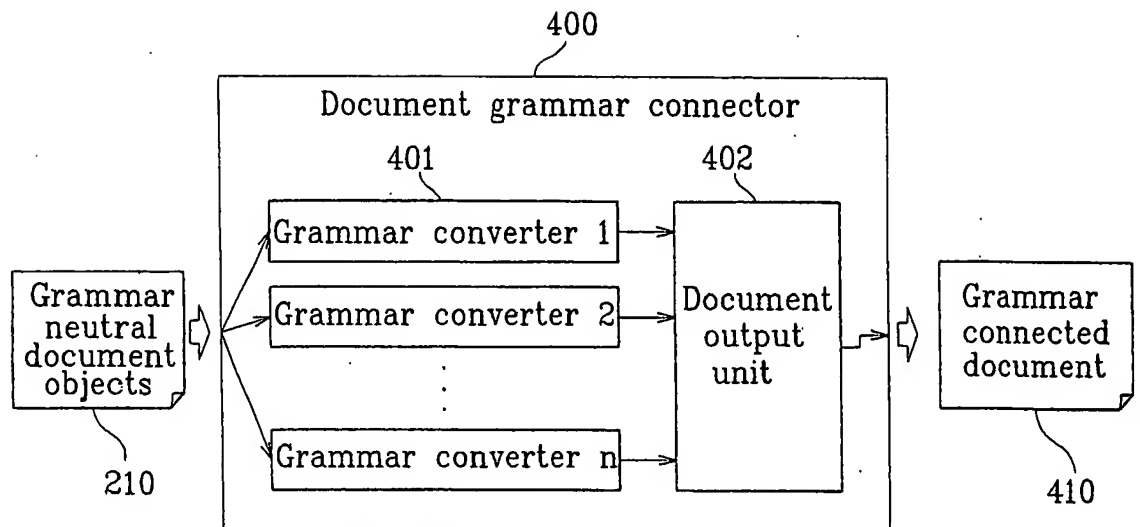 400
Document grammar connector
401
402
Grammar converter 1
Grammar converter 2
Grammar converter n
Grammar
neutral
document
objects
210
Document
output
unit
Grammar
connected
document
410